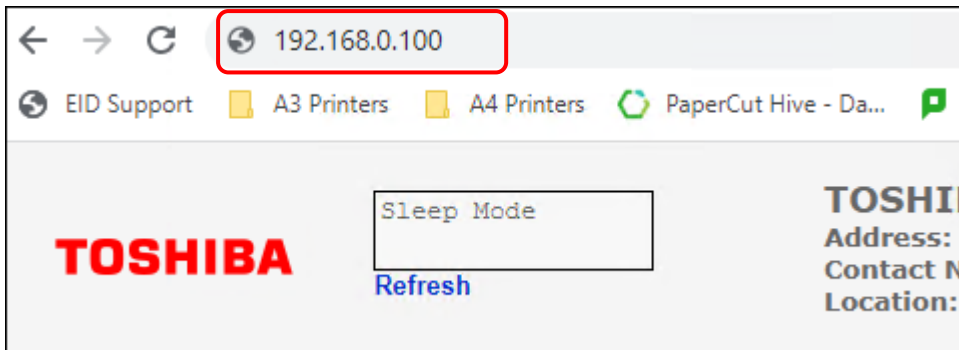 192.168.0.100
EID Support A3 Printers A4 Printers PaperCut Hive - Da...
Sleep Mode
TOSHIBA
Refresh
Address:
Contact
Location: